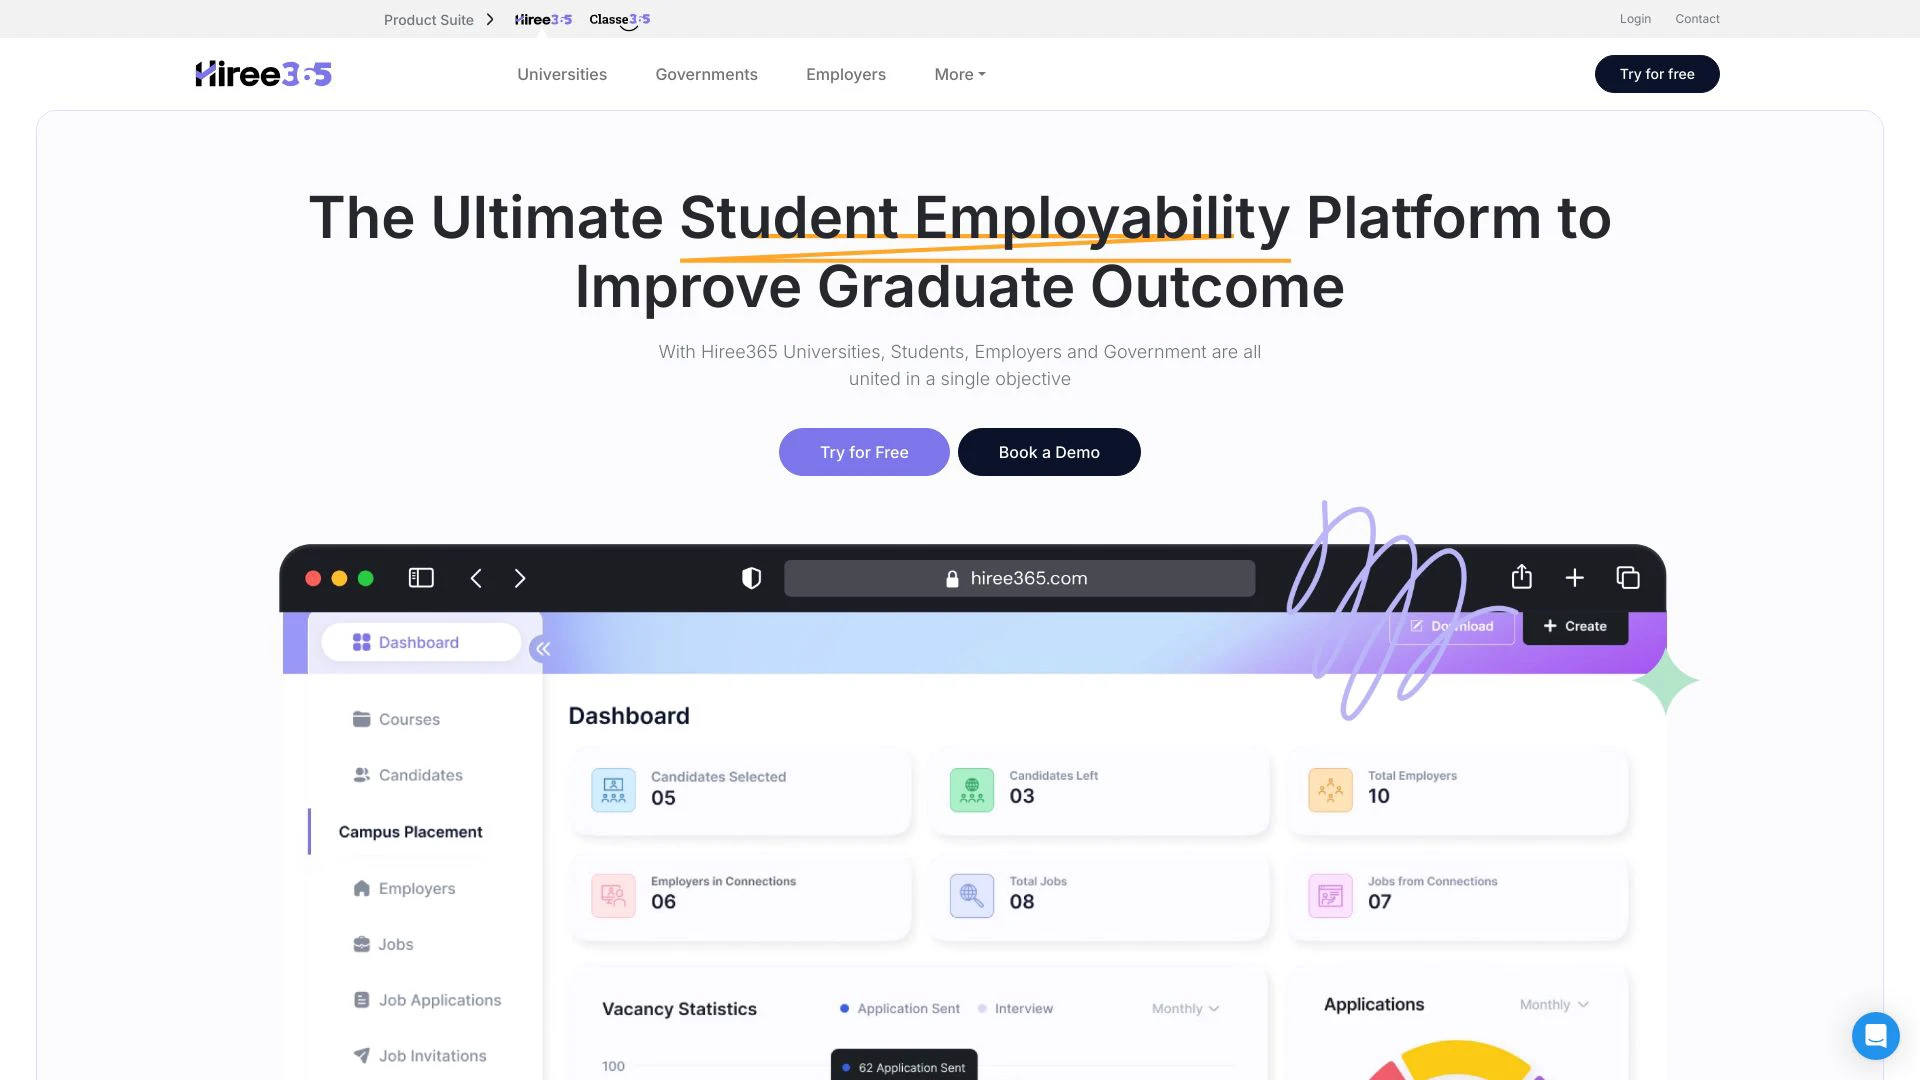 Product Suite
Hiree365
Classe365
Login
Contact
Hiree365
Universities
Governments
Employers
More
Try for free
The Ultimate Student Employability Platform to
Improve Graduate Outcome
With Hiree365 Universities, Students, Employers and Government are all
united in a single objective
Try for Free
Book a Demo
hiree365.com
Dashboard
Download
Create
Courses
Candidates
Campus Placement
Employers
Jobs
Job Applications
Job Invitations
Dashboard
Candidates Selected
05
Candidates Left
03
Total Employers
10
Employers in Connections
06
Total Jobs
08
Jobs from Connections
07
Vacancy Statistics
Application Sent
Interview
Monthly
100
62 Application Sent
Applications
Monthly